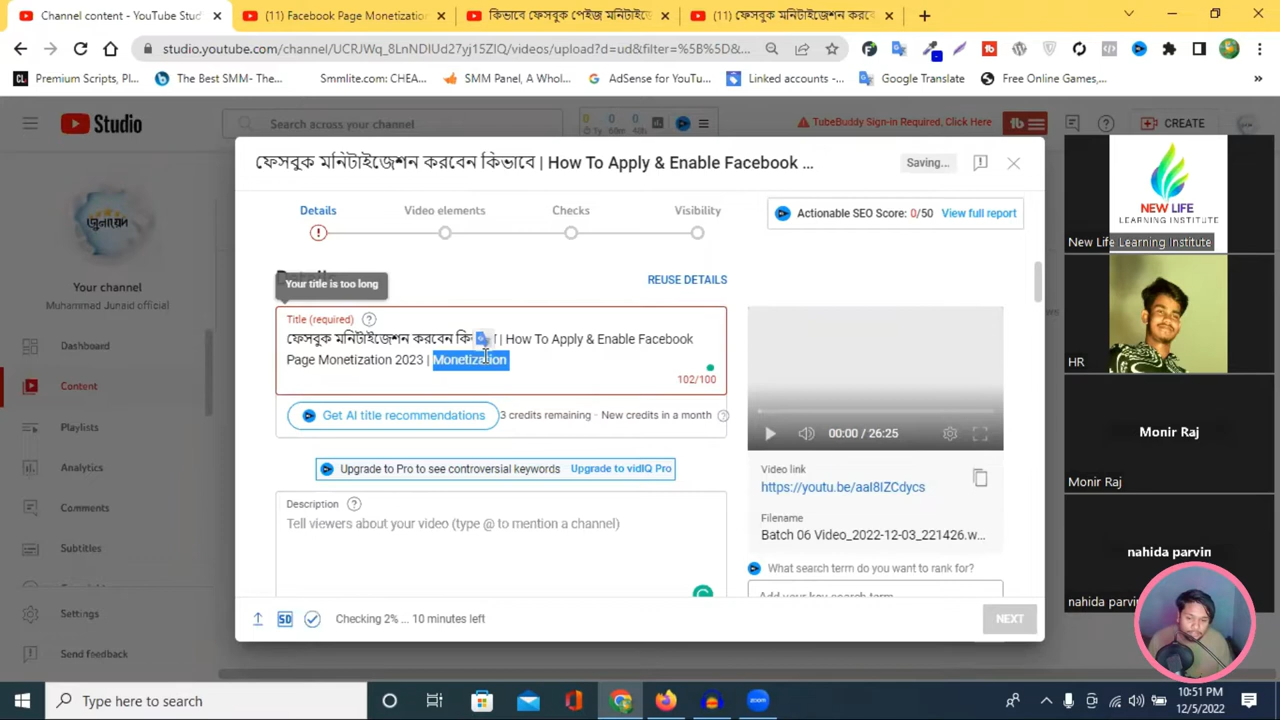 Channel content - YouTube Stu
(11) Facebook Page Monetization
কিভাবে ফেসবুক পেইজ মনিটাইজে
(11) ফেসবুক মনিটাইজেশন করবে
studio.youtube.com/channel/UCRJWq_8LnNDIUu27yj15ZIQ/videos/upload?d=ud&filter=%5B%5D&...
Premium Scripts, Pl...
The Best SMM- The...
Smmlite.com: CHEA...
SMM Panel, A Whol...
AdSense for YouTu...
Linked accounts -...
Google Translate
Free Online Games,...
Studio
Search across your channel
TubeBuddy Sign-in Required, Click Here
CREATE
Your channel
Muhammad Junaid official
Dashboard
Content
Playlists
Analytics
Comments
Subtitles
Settings
Send feedback
ফেসবুক মনিটাইজেশন করবেন কিভাবে | How To Apply & Enable Facebook ...
Saving...
Details
Video elements
Checks
Visibility
Actionable SEO Score: 0/50
View full report
Your title is too long
REUSE DETAILS
Title (required)
ফেসবুক মনিটাইজেশন করবেন | How To Apply & Enable Facebook
Page Monetization 2023 | Monetization
102/100
Get AI title recommendations
3 credits remaining - New credits in a month
Upgrade to Pro to see controversial keywords
Upgrade to vidIQ Pro
Description
Tell viewers about your video (type @ to mention a channel)
00:00 / 26:25
Video link
https://youtu.be/aaI8IZCdycs
Filename
Batch 06 Video_2022-12-03_221426.w...
What search term do you want to rank for?
Add your key search term
SD
Checking 2% ... 10 minutes left
NEXT
NEW LIFE
LEARNING INSTITUTE
New Life Learning Institute
HR
Monir Raj
Monir Raj
nahida parvin
nahida parvin
Type here to search
zoom
10:51 PM
12/5/2022